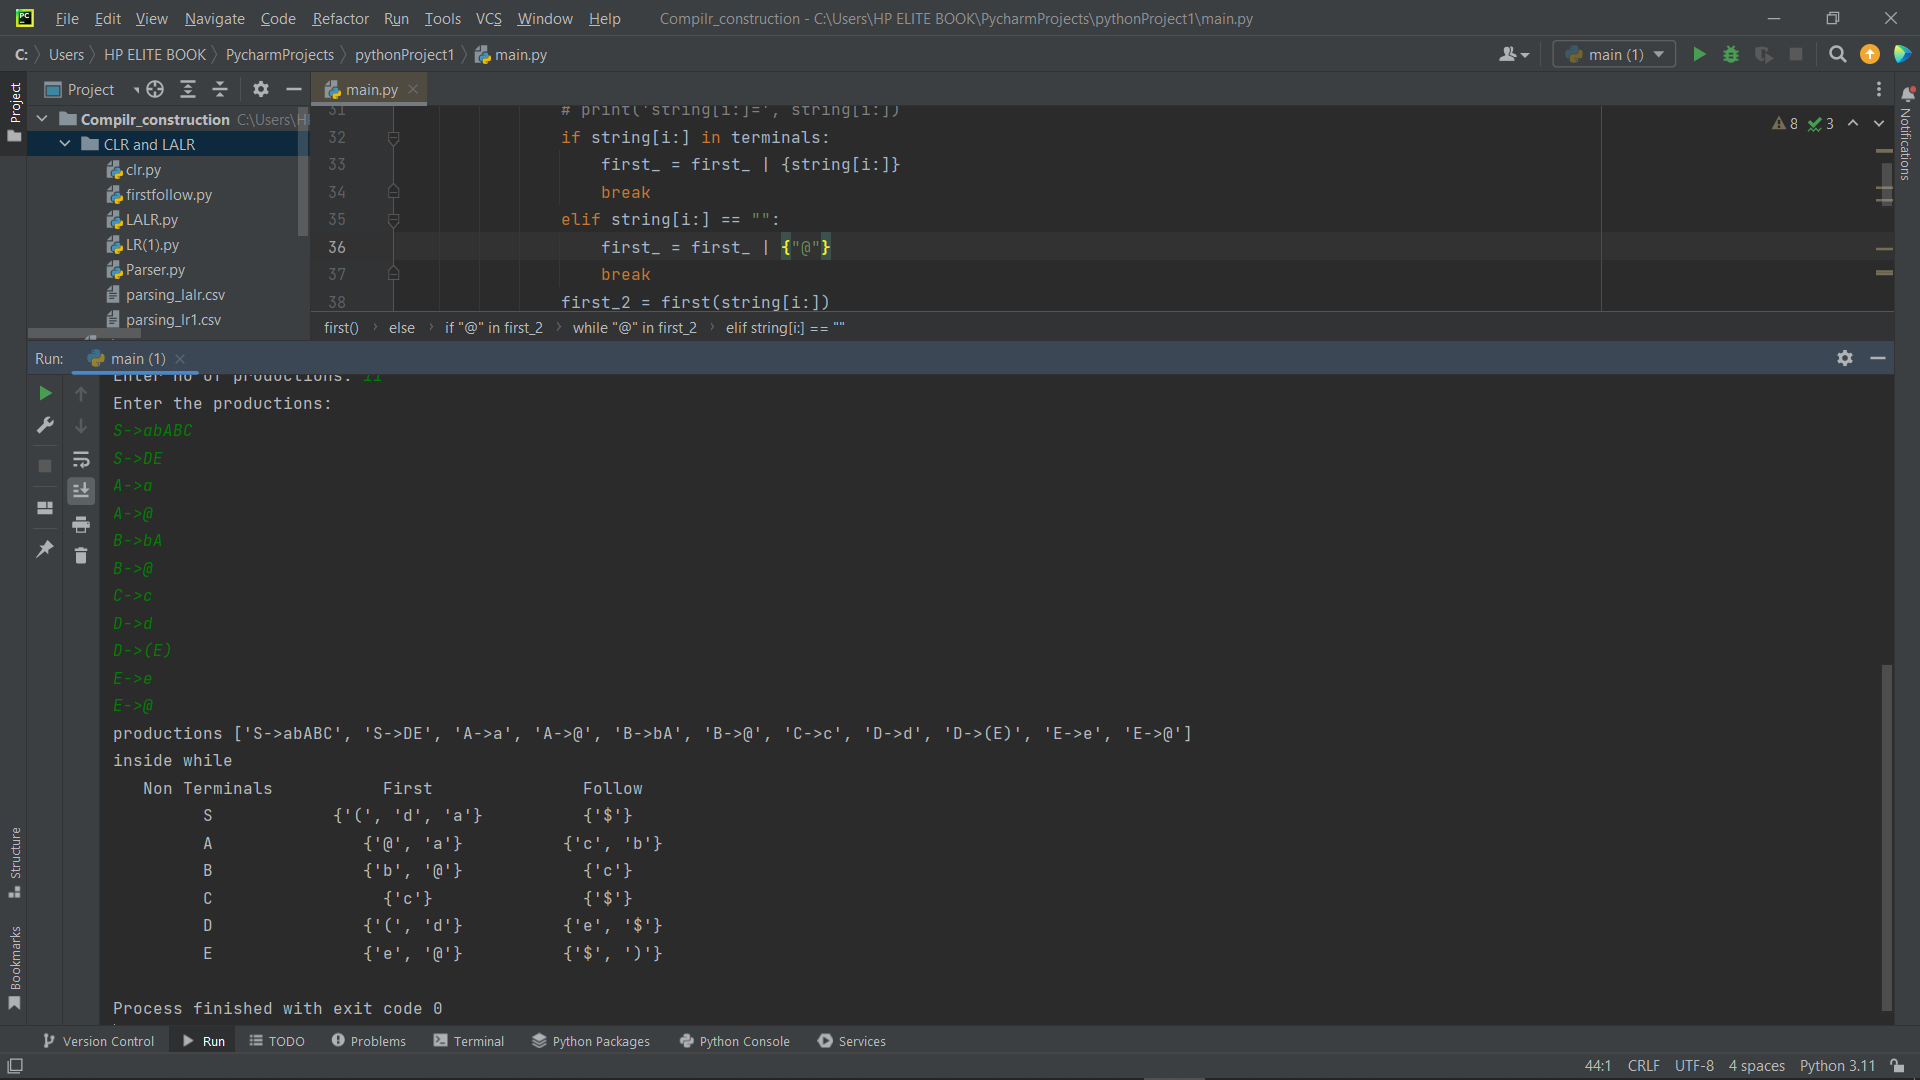 File Edit View Navigate Code Refactor Run Tools VCS Window Help Compilr_construction - C:\Users\HP ELITE BOOK\PycharmProjects\pythonProject1\main.py
C: Users HP ELITE BOOK PycharmProjects pythonProject1 main.py main (1)
Project main.py
Compilr_construction C:\Users\H
CLR and LALR
clr.py
firstfollow.py
LALR.py
LR(1).py
Parser.py
parsing_lalr.csv
parsing_lr1.csv
31 # print('string[i:]=', string[i:])
32 if string[i:] in terminals:
33 first_ = first_ | {string[i:]}
34 break
35 elif string[i:] == "":
36 first_ = first_ | {"@"}
37 break
38 first_2 = first(string[i:])
8 3
first() else if "@" in first_2 while "@" in first_2 elif string[i:] == ""
Project
Notifications
Run: main (1)
Enter no of productions: 11
Enter the productions:
S->abABC
S->DE
A->a
A->@
B->bA
B->@
C->c
D->d
D->(E)
E->e
E->@
productions ['S->abABC', 'S->DE', 'A->a', 'A->@', 'B->bA', 'B->@', 'C->c', 'D->d', 'D->(E)', 'E->e', 'E->@']
inside while
Non Terminals First Follow
S {'(', 'd', 'a'} {'$'}
A {'@', 'a'} {'c', 'b'}
B {'b', '@'} {'c'}
C {'c'} {'$'}
D {'(', 'd'} {'e', '$'}
E {'e', '@'} {'$', ')'}
Process finished with exit code 0
Structure
Bookmarks
Version Control Run TODO Problems Terminal Python Packages Python Console Services
44:1 CRLF UTF-8 4 spaces Python 3.11